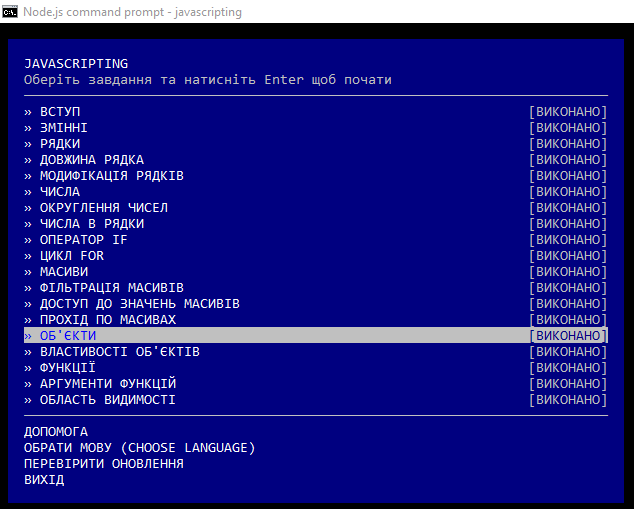 Node.js command prompt - javascripting
JAVASCRIPTING
Оберіть завдання та натисніть Enter щоб почати
» ВСТУП [ВИКОНАНО]
» ЗМІННІ [ВИКОНАНО]
» РЯДКИ [ВИКОНАНО]
» ДОВЖИНА РЯДКА [ВИКОНАНО]
» МОДИФІКАЦІЯ РЯДКІВ [ВИКОНАНО]
» ЧИСЛА [ВИКОНАНО]
» ОКРУГЛЕННЯ ЧИСЕЛ [ВИКОНАНО]
» ЧИСЛА В РЯДКИ [ВИКОНАНО]
» ОПЕРАТОР IF [ВИКОНАНО]
» ЦИКЛ FOR [ВИКОНАНО]
» МАСИВИ [ВИКОНАНО]
» ФІЛЬТРАЦІЯ МАСИВІВ [ВИКОНАНО]
» ДОСТУП ДО ЗНАЧЕНЬ МАСИВІВ [ВИКОНАНО]
» ПРОХІД ПО МАСИВАХ [ВИКОНАНО]
» ОБ'ЄКТИ [ВИКОНАНО]
» ВЛАСТИВОСТІ ОБ'ЄКТІВ [ВИКОНАНО]
» ФУНКЦІЇ [ВИКОНАНО]
» АРГУМЕНТИ ФУНКЦІЙ [ВИКОНАНО]
» ОБЛАСТЬ ВИДИМОСТІ [ВИКОНАНО]
ДОПОМОГА
ОБРАТИ МОВУ (CHOOSE LANGUAGE)
ПЕРЕВІРИТИ ОНОВЛЕННЯ
ВИХІД